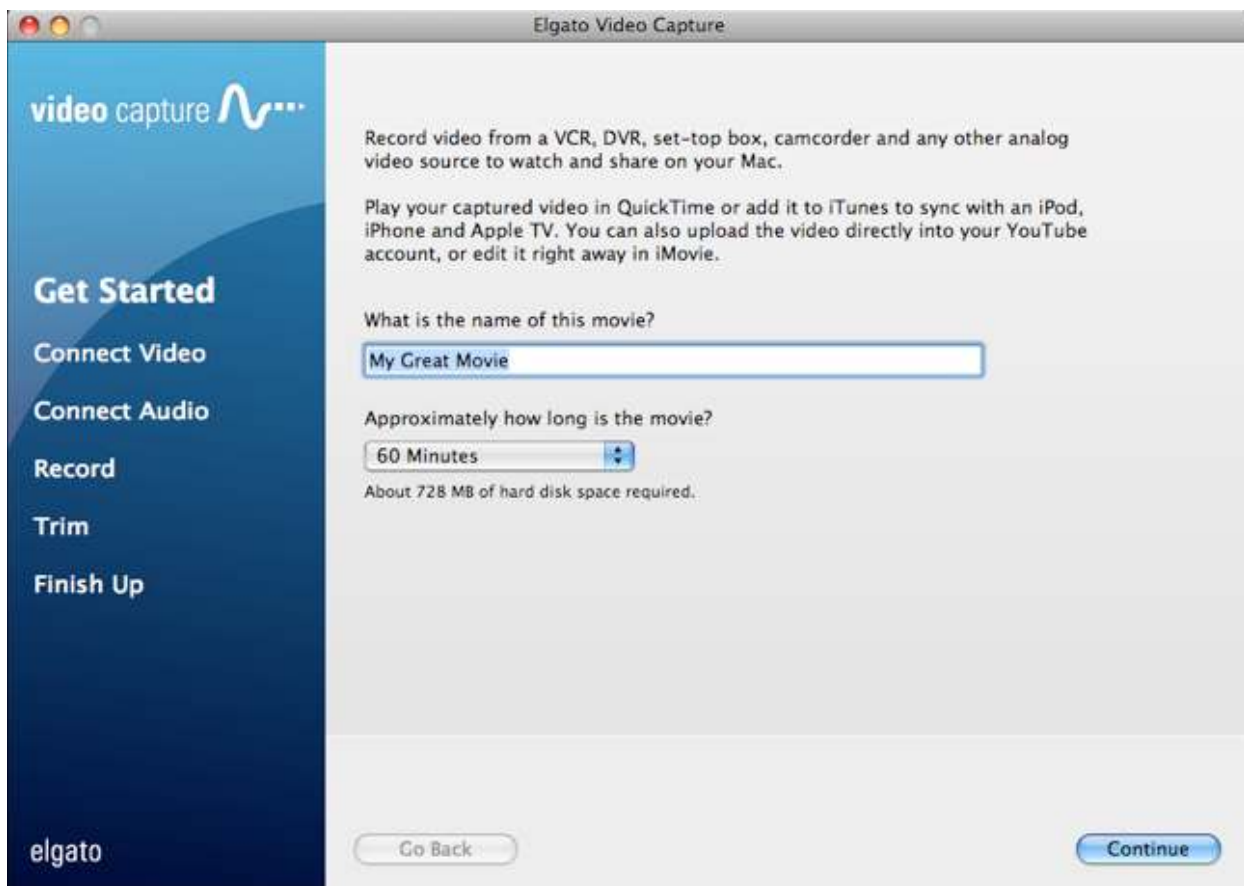 Elgato Video Capture
video capture
Get Started
Connect Video
Connect Audio
Record
Trim
Finish Up
elgato
Record video from a VCR, DVR, set-top box, camcorder and any other analog
video source to watch and share on your Mac.
Play your captured video in QuickTime or add it to iTunes to sync with an iPod,
iPhone and Apple TV. You can also upload the video directly into your YouTube
account, or edit it right away in iMovie.
What is the name of this movie?
My Great Movie
Approximately how long is the movie?
60 Minutes
About 728 MB of hard disk space required.
Go Back
Continue